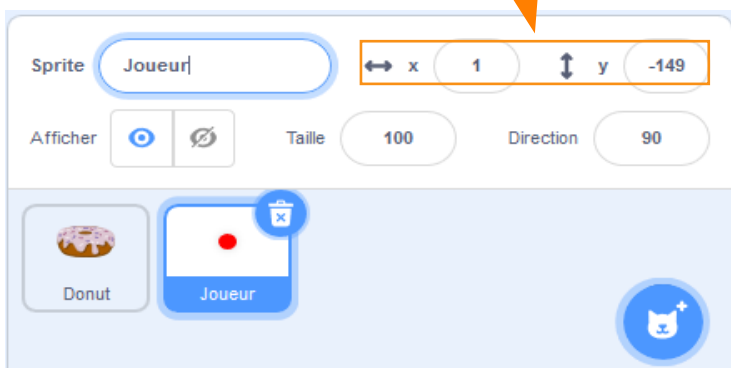 Sprite Joueur x 1 y -149
Afficher Taille 100 Direction 90
Donut Joueur